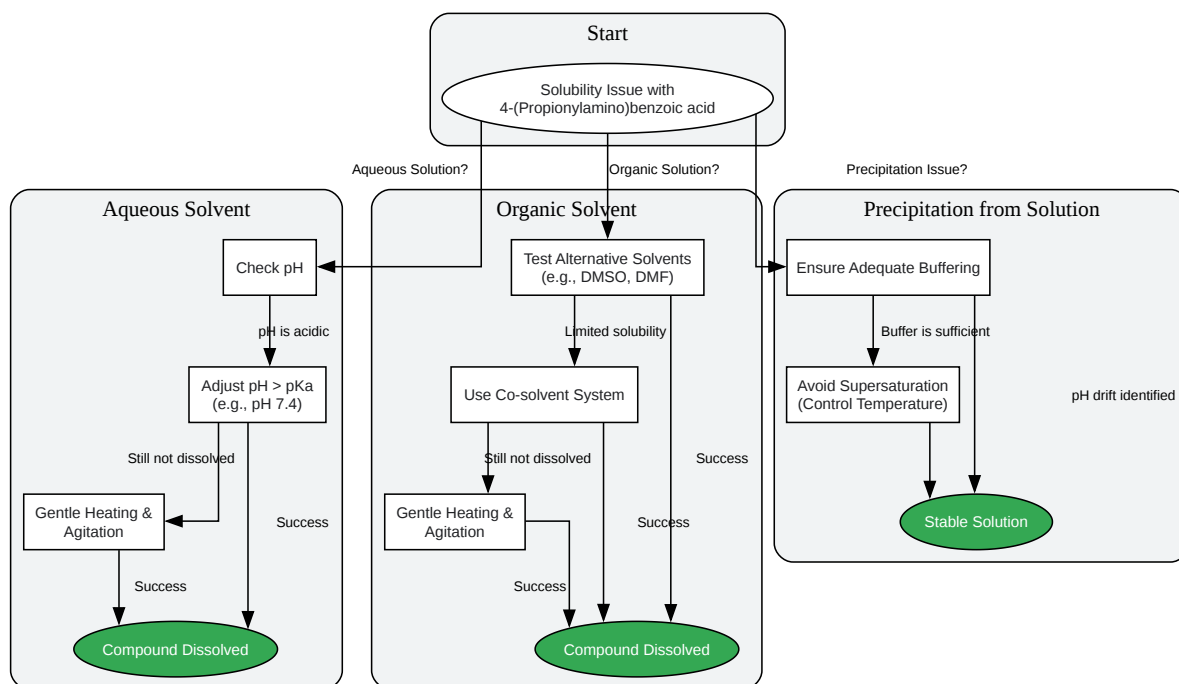 Start
Solubility Issue with
4-(Propionylamino)benzoic acid
Aqueous Solution?
Organic Solution?
Precipitation Issue?
Aqueous Solvent
Check pH
pH is acidic
Adjust pH > pKa
(e.g., pH 7.4)
Still not dissolved
Gentle Heating &
Agitation
Success
Success
Compound Dissolved
Organic Solvent
Test Alternative Solvents
(e.g., DMSO, DMF)
Limited solubility
Use Co-solvent System
Still not dissolved
Success
Gentle Heating &
Agitation
Success
Success
Compound Dissolved
Precipitation from Solution
Ensure Adequate Buffering
Buffer is sufficient
Avoid Supersaturation
(Control Temperature)
pH drift identified
Stable Solution